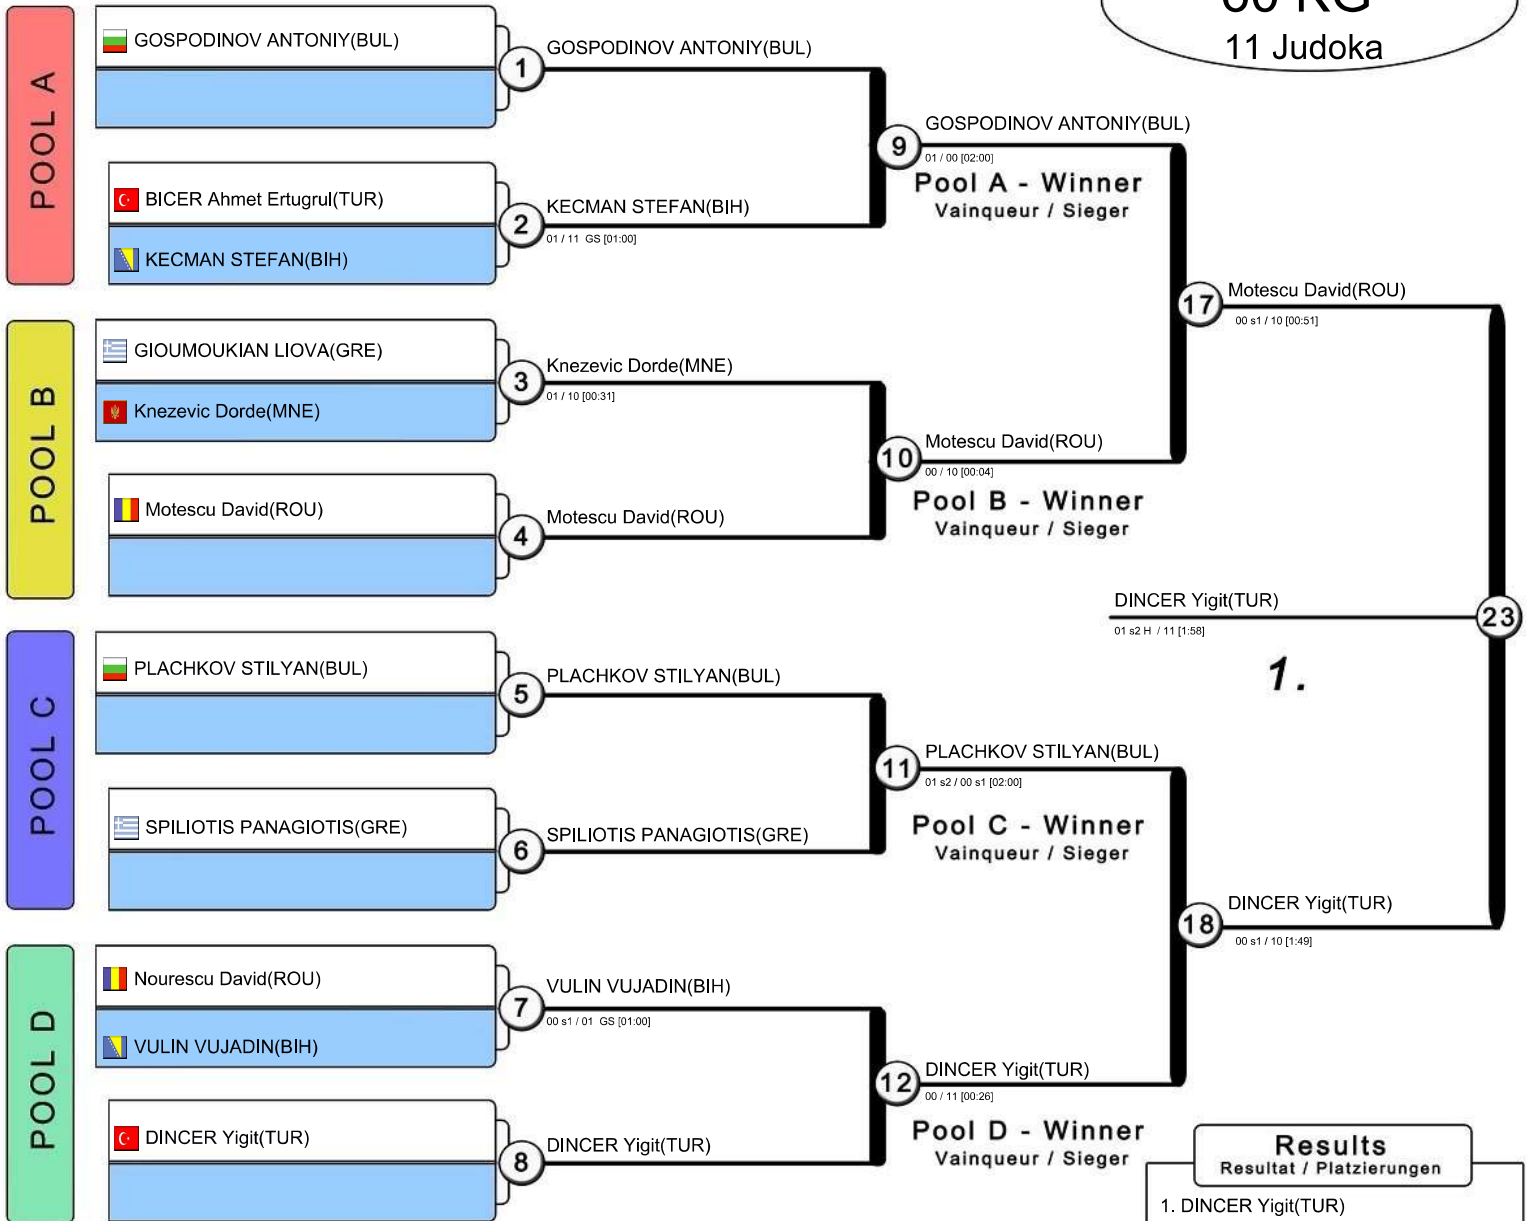 60 KG
11 Judoka
POOL A
GOSPODINOV ANTONIY(BUL)
1
GOSPODINOV ANTONIY(BUL)
BICER Ahmet Ertugrul(TUR)
KECMAN STEFAN(BIH)
2
KECMAN STEFAN(BIH)
01 / 11 GS [01:00]
9
GOSPODINOV ANTONIY(BUL)
01 / 00 [02:00]
Pool A - Winner
Vainqueur / Sieger
POOL B
GIOUMOUKIAN LIOVA(GRE)
Knezevic Dorde(MNE)
3
Knezevic Dorde(MNE)
01 / 10 [00:31]
Motescu David(ROU)
4
Motescu David(ROU)
10
Motescu David(ROU)
00 / 10 [00:04]
Pool B - Winner
Vainqueur / Sieger
17
Motescu David(ROU)
00 s1 / 10 [00:51]
POOL C
PLACHKOV STILYAN(BUL)
5
PLACHKOV STILYAN(BUL)
SPILIOTIS PANAGIOTIS(GRE)
6
SPILIOTIS PANAGIOTIS(GRE)
11
PLACHKOV STILYAN(BUL)
01 s2 / 00 s1 [02:00]
Pool C - Winner
Vainqueur / Sieger
DINCER Yigit(TUR)
01 s2 H / 11 [1:58]
23
1.
POOL D
Nourescu David(ROU)
VULIN VUJADIN(BIH)
7
VULIN VUJADIN(BIH)
00 s1 / 01 GS [01:00]
DINCER Yigit(TUR)
8
DINCER Yigit(TUR)
12
DINCER Yigit(TUR)
00 / 11 [00:26]
Pool D - Winner
Vainqueur / Sieger
18
DINCER Yigit(TUR)
00 s1 / 10 [1:49]
Results
Resultat / Platzierungen
1. DINCER Yigit(TUR)